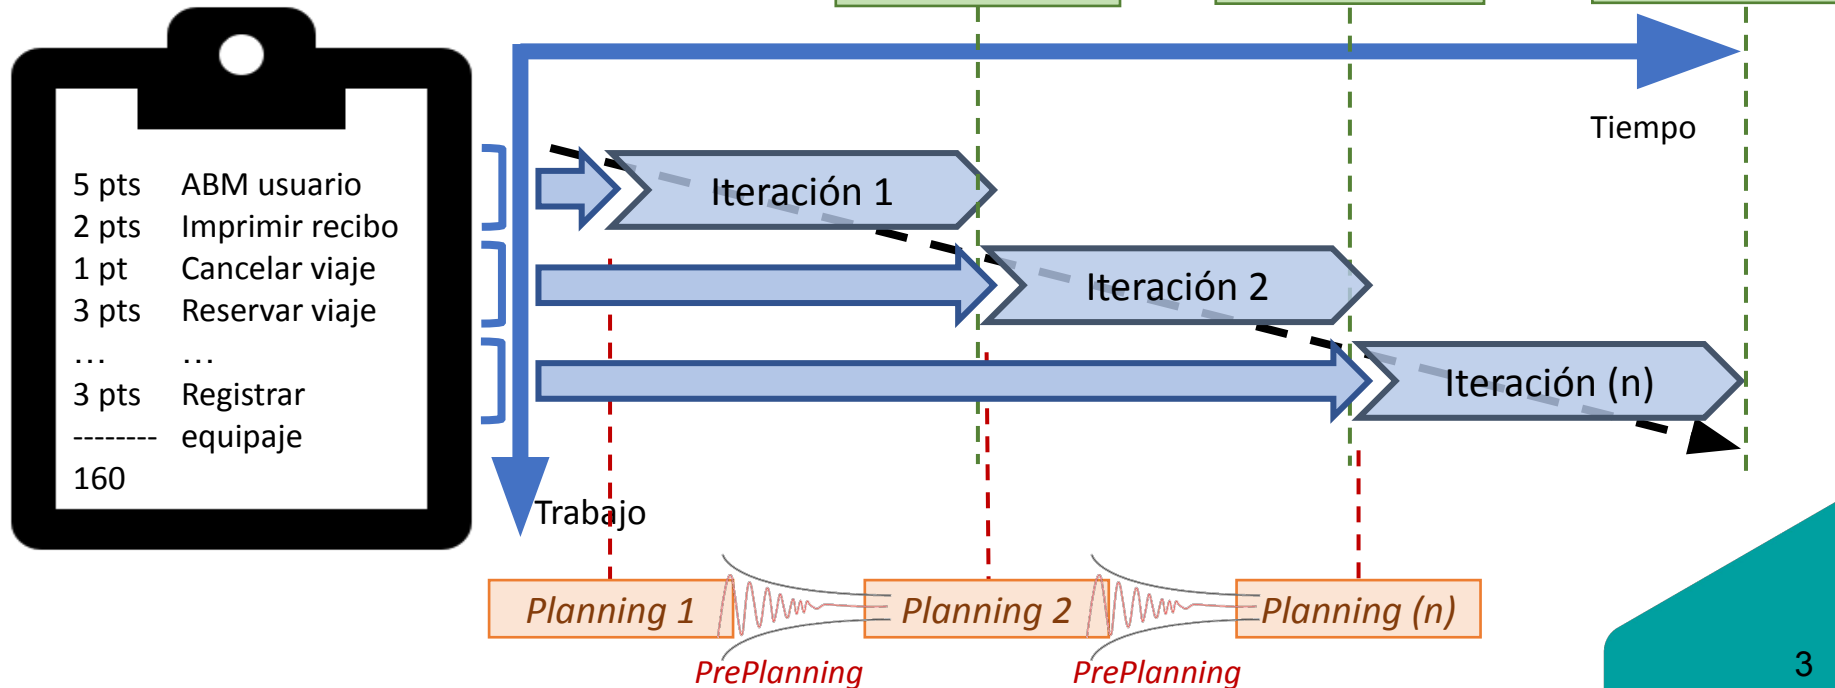 5 pts ABM usuario
2 pts Imprimir recibo
1 pt Cancelar viaje
3 pts Reservar viaje
... ...
3 pts Registrar
-------- equipaje
160
Tiempo
Iteración 1
Iteración 2
Iteración (n)
Trabajo
Planning 1
Planning 2
Planning (n)
PrePlanning
PrePlanning
3